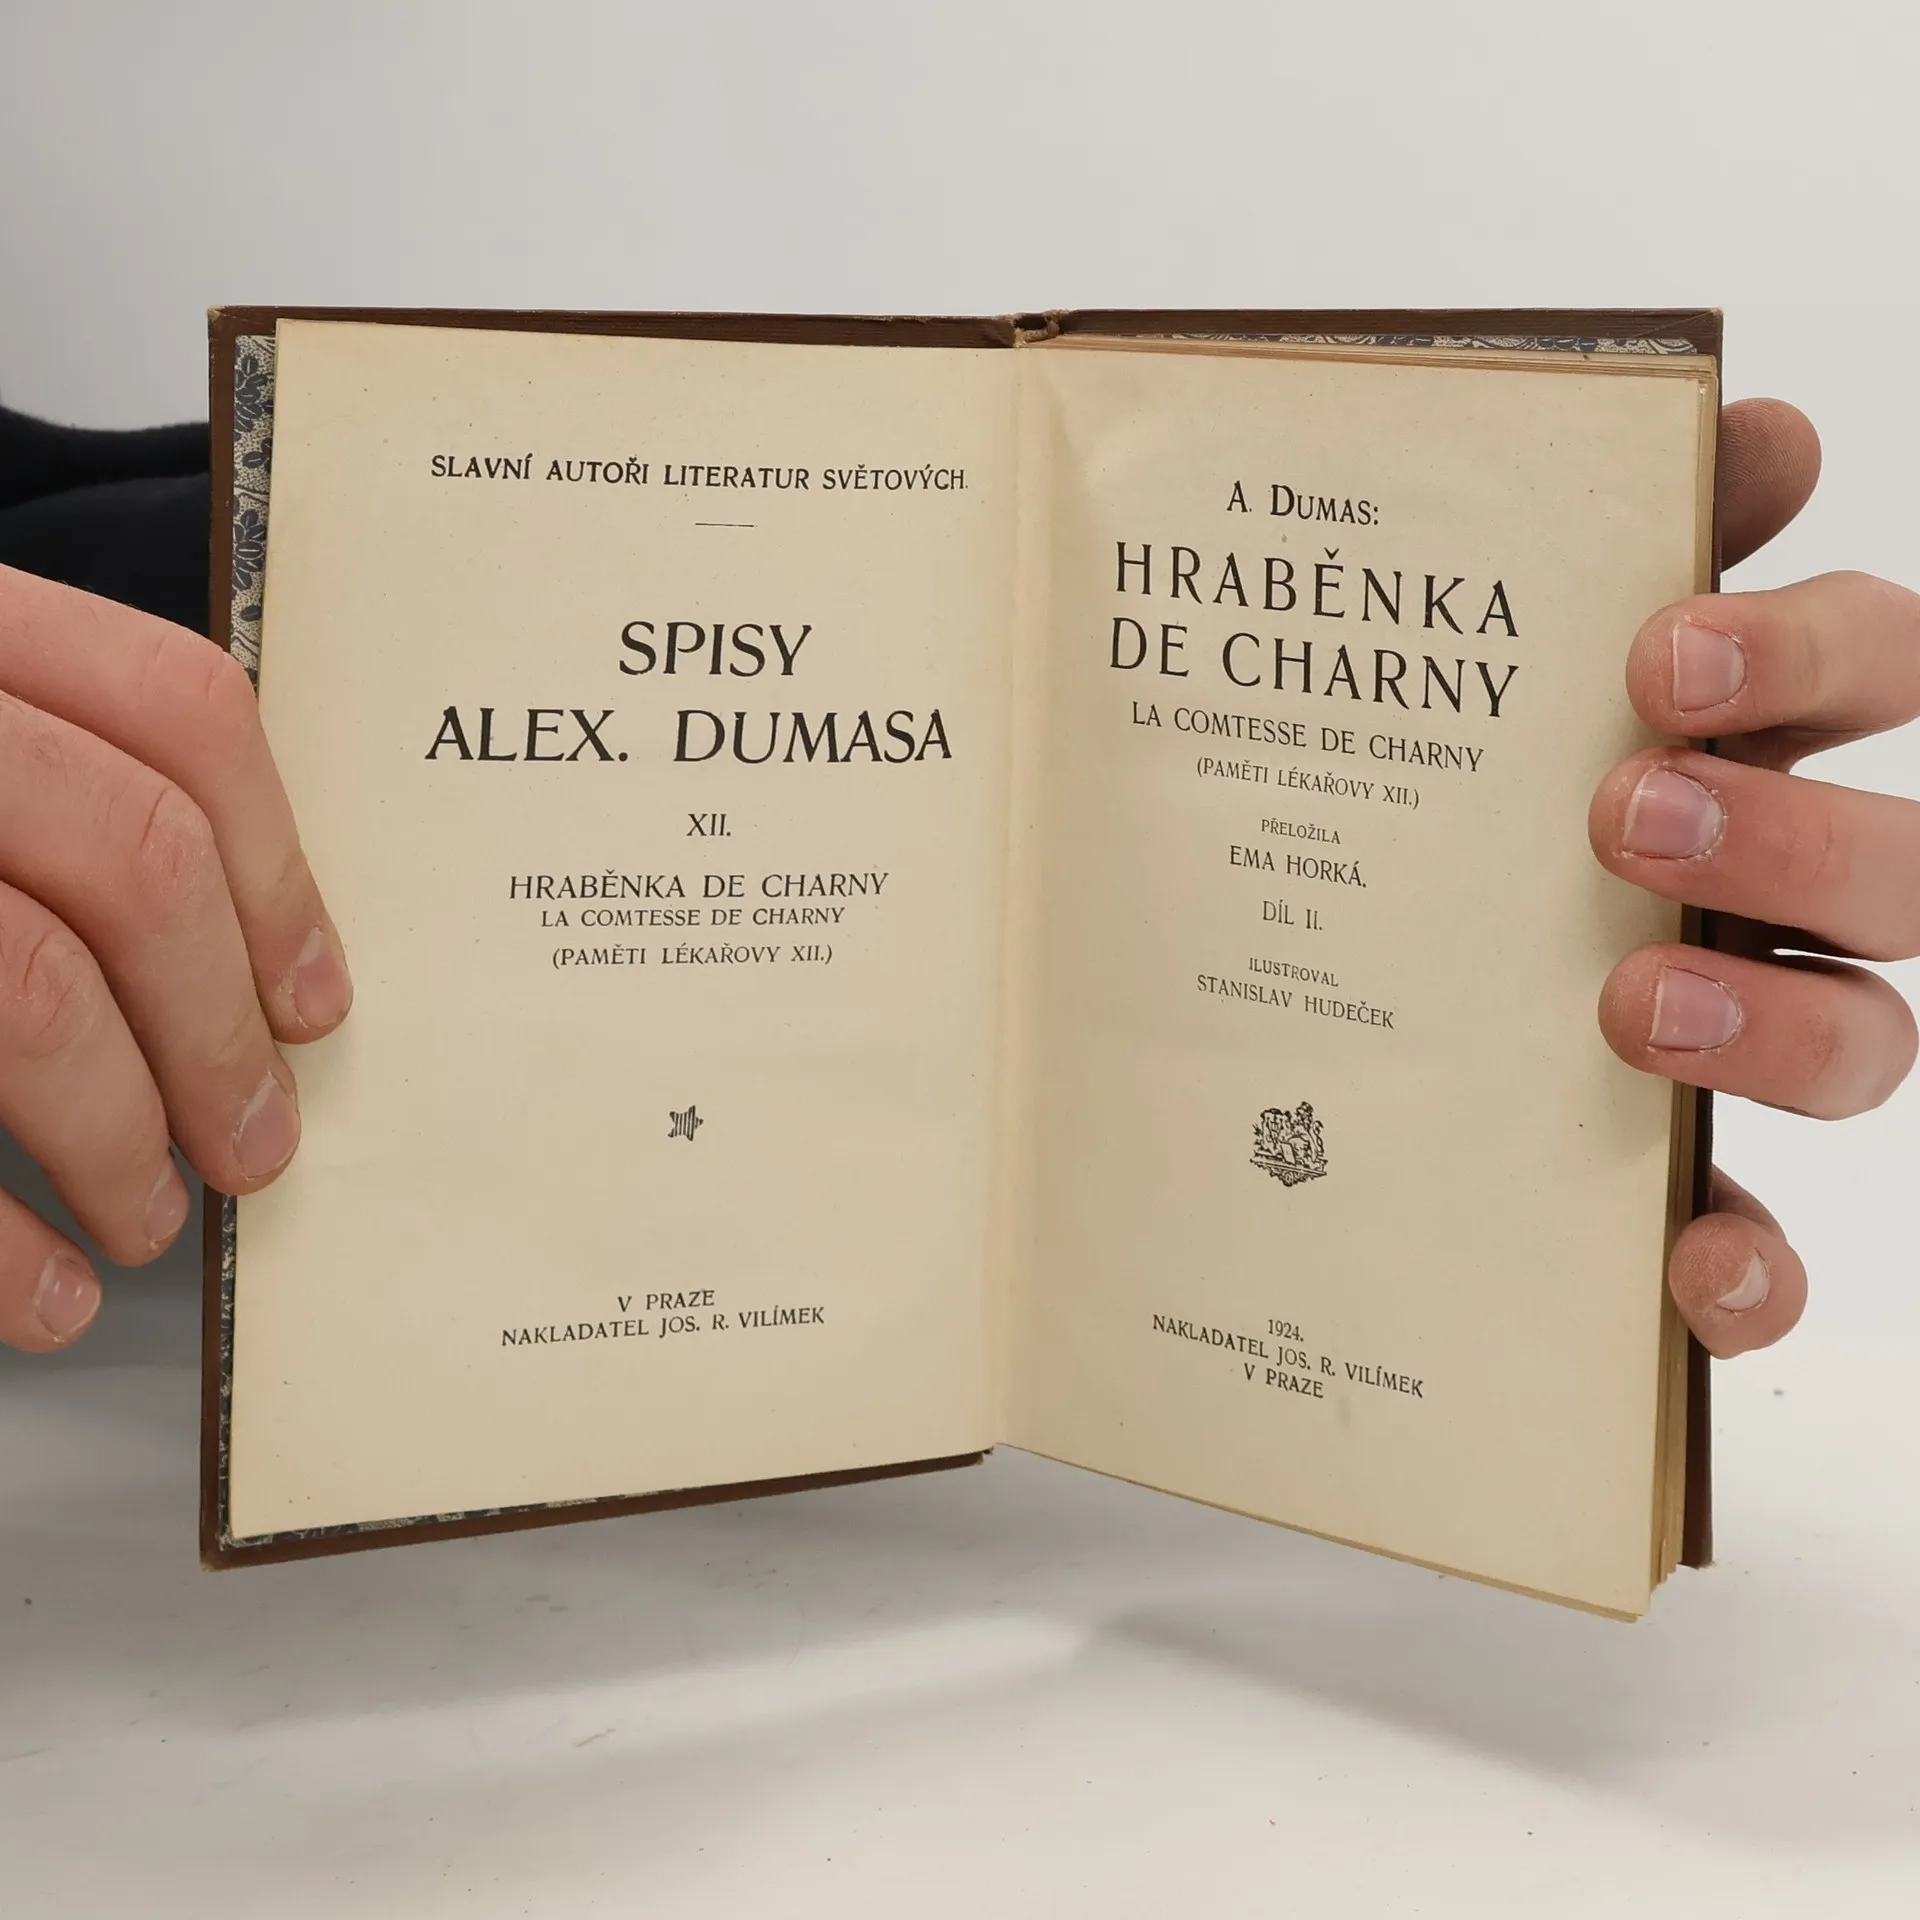 SLAVNÍ AUTOŘI LITERATUR SVĚTOVÝCH.
SPISY
ALEX. DUMASA
XII.
HRABĚNKA DE CHARNY
LA COMTESSE DE CHARNY
(PAMĚTI LÉKAŘOVY XII.)
V PRAZE
NAKLADATEL JOS. R. VILÍMEK
A. DUMAS:
HRABĚNKA
DE CHARNY
LA COMTESSE DE CHARNY
(PAMĚTI LÉKAŘOVY XII.)
PŘELOŽILA
EMA HORKÁ.
DÍL II.
ILUSTROVAL
STANISLAV HUDEČEK
1924.
NAKLADATEL JOS. R. VILÍMEK
V PRAZE